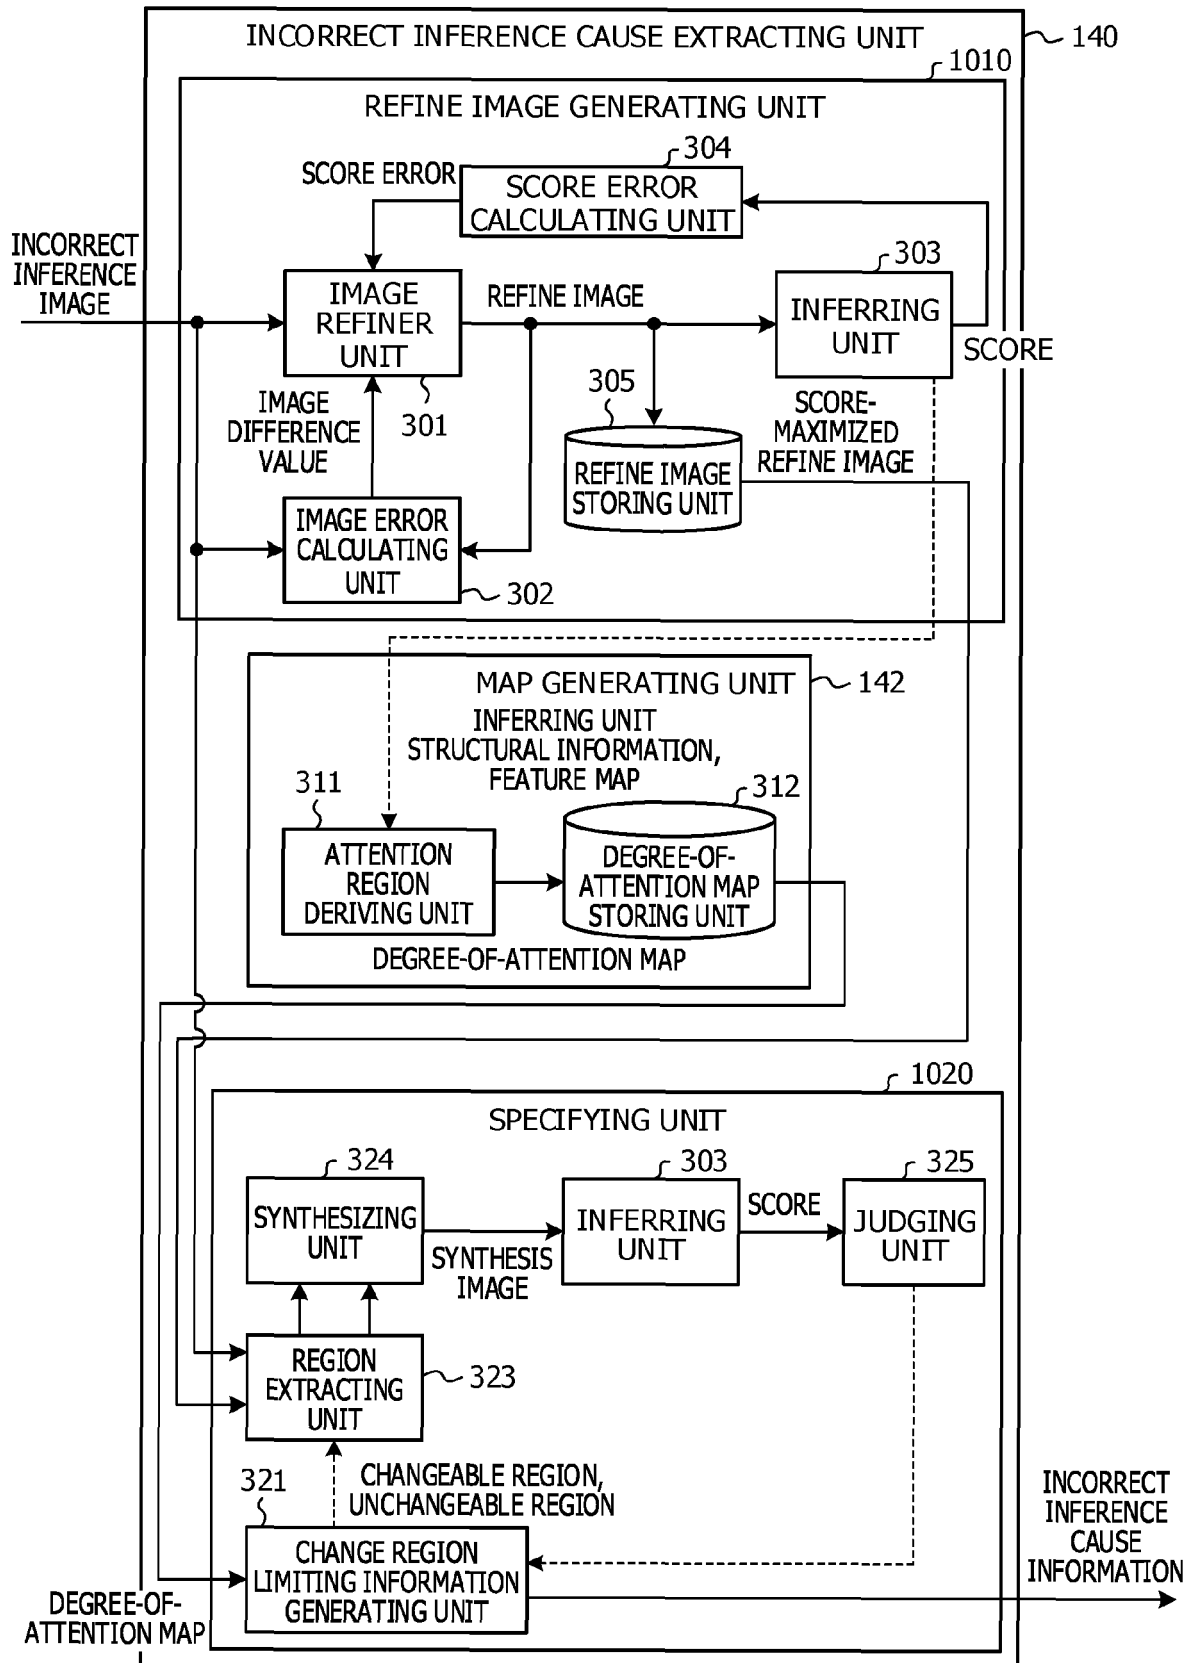 INCORRECT INFERENCE CAUSE EXTRACTING UNIT
140
1010
REFINE IMAGE GENERATING UNIT
304
SCORE ERROR
SCORE ERROR
CALCULATING UNIT
INCORRECT
INFERENCE
IMAGE
303
IMAGE
REFINER
UNIT
REFINE IMAGE
INFERRING
UNIT
SCORE
301
305
IMAGE
DIFFERENCE
VALUE
SCORE-
MAXIMIZED
REFINE IMAGE
REFINE IMAGE
STORING UNIT
IMAGE ERROR
CALCULATING
UNIT
302
MAP GENERATING UNIT
142
INFERRING UNIT
STRUCTURAL INFORMATION,
FEATURE MAP
311
312
ATTENTION
REGION
DERIVING UNIT
DEGREE-OF-
ATTENTION MAP
STORING UNIT
DEGREE-OF-ATTENTION MAP
1020
SPECIFYING UNIT
324
303
325
SYNTHESIZING
UNIT
INFERRING
UNIT
SCORE
JUDGING
UNIT
SYNTHESIS
IMAGE
REGION
EXTRACTING
UNIT
323
321
CHANGEABLE REGION,
UNCHANGEABLE REGION
INCORRECT
INFERENCE
CAUSE
INFORMATION
CHANGE REGION
LIMITING INFORMATION
GENERATING UNIT
DEGREE-OF-
ATTENTION MAP